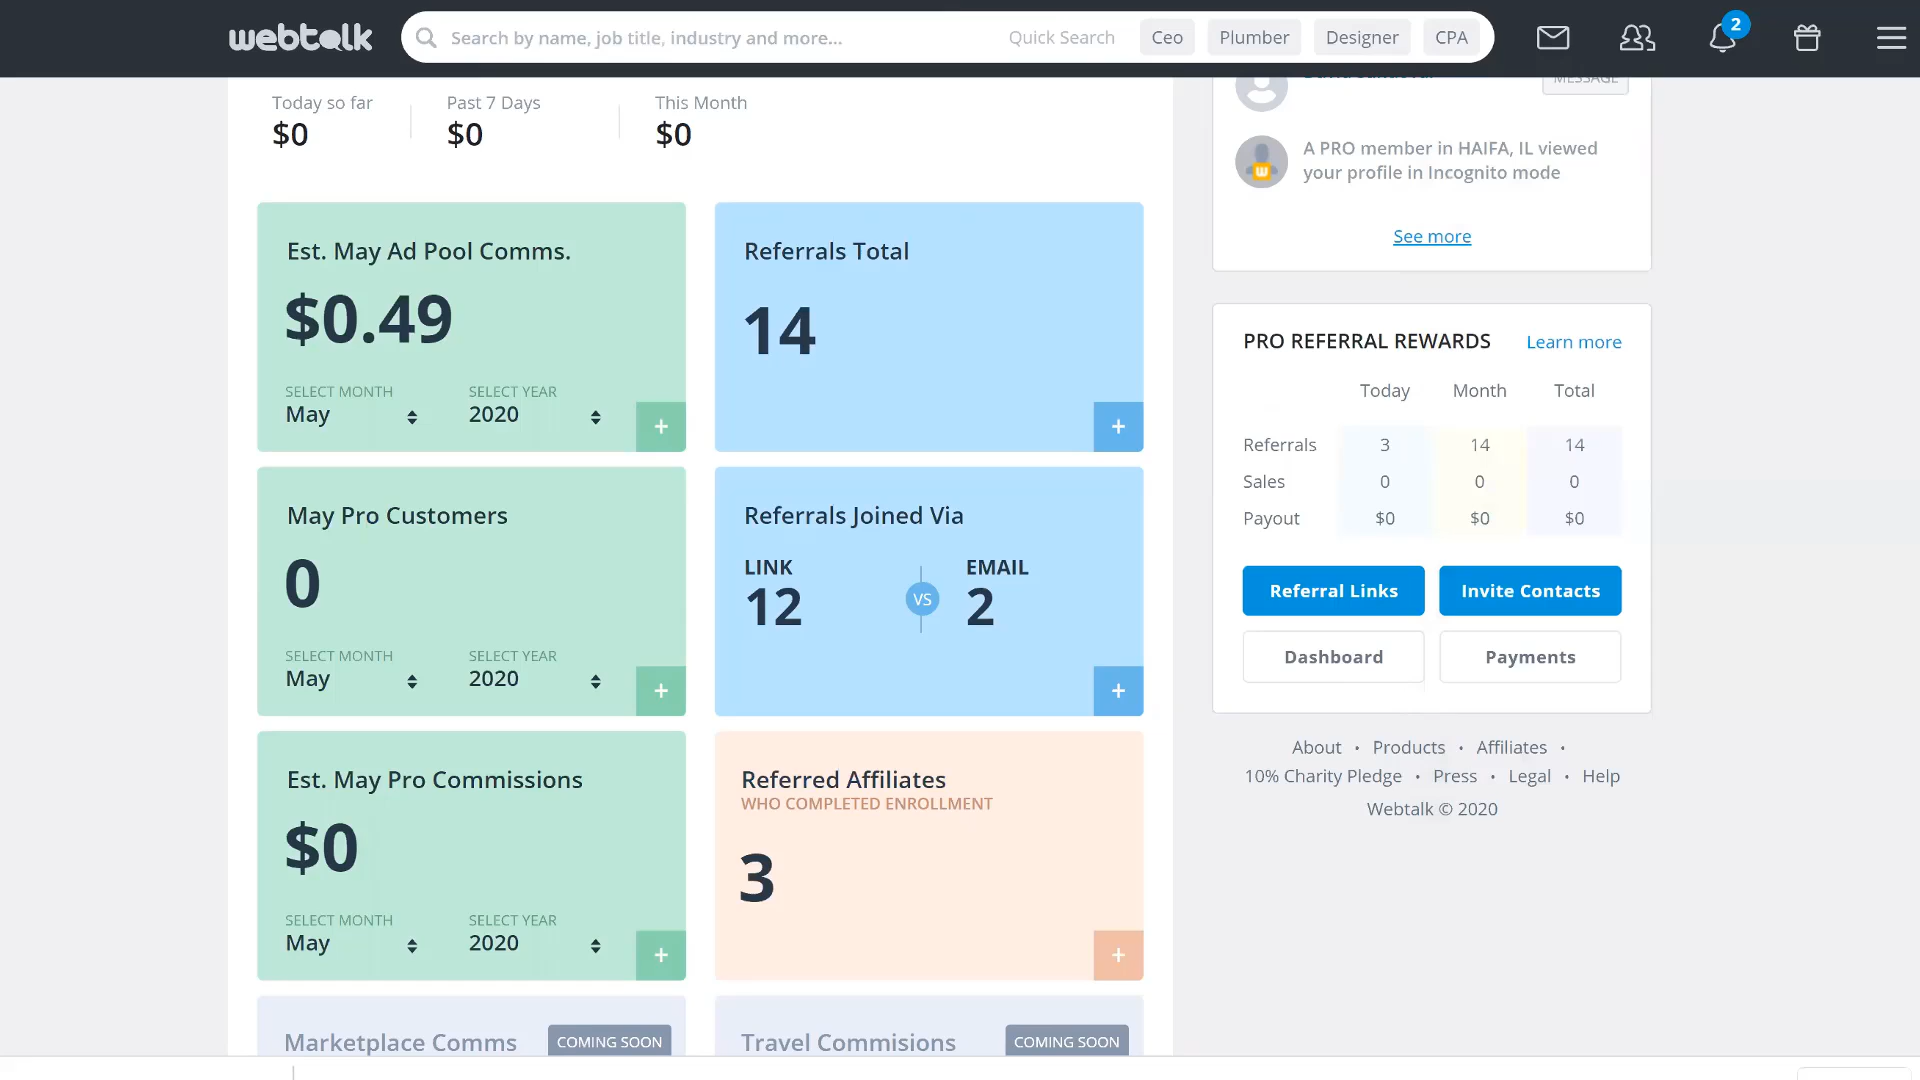 webtalk
Search by name, job title, industry and more...
Quick Search
Ceo
Plumber
Designer
CPA
2
Today so far
$0
Past 7 Days
$0
This Month
$0
Est. May Ad Pool Comms.
$0.49
SELECT MONTH
May
SELECT YEAR
2020
+
Referrals Total
14
+
May Pro Customers
0
SELECT MONTH
May
SELECT YEAR
2020
+
Referrals Joined Via
LINK
12
VS
EMAIL
2
+
Est. May Pro Commissions
$0
SELECT MONTH
May
SELECT YEAR
2020
+
Referred Affiliates
WHO COMPLETED ENROLLMENT
3
+
Marketplace Comms
COMING SOON
Travel Commisions
COMING SOON
MESSAGE
A PRO member in HAIFA, IL viewed
your profile in Incognito mode
See more
PRO REFERRAL REWARDS
Learn more
Today Month Total
Referrals 3 14 14
Sales 0 0 0
Payout $0 $0 $0
Referral Links
Invite Contacts
Dashboard
Payments
About • Products • Affiliates •
10% Charity Pledge • Press • Legal • Help
Webtalk © 2020